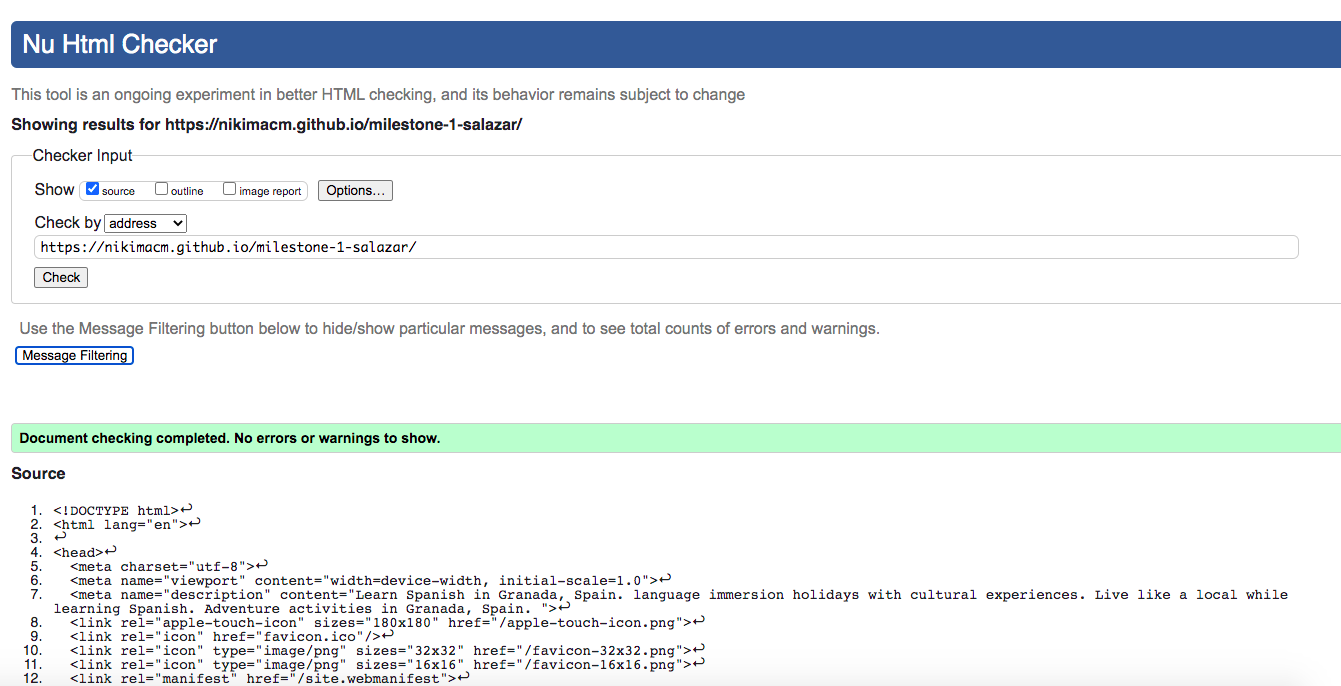 Nu Html Checker
This tool is an ongoing experiment in better HTML checking, and its behavior remains subject to change
Showing results for https://nikimacm.github.io/milestone-1-salazar/
Checker Input
Show source outline image report Options...
Check by address
https://nikimacm.github.io/milestone-1-salazar/
Check
Use the Message Filtering button below to hide/show particular messages, and to see total counts of errors and warnings.
Message Filtering
Document checking completed. No errors or warnings to show.
Source
1. <!DOCTYPE html>↩
2. <html lang="en">↩
3. ↩
4. <head>↩
5. <meta charset="utf-8">↩
6. <meta name="viewport" content="width=device-width, initial-scale=1.0">↩
7. <meta name="description" content="Learn Spanish in Granada, Spain. language immersion holidays with cultural experiences. Live like a local while
learning Spanish. Adventure activities in Granada, Spain. ">↩
8. <link rel="apple-touch-icon" sizes="180x180" href="/apple-touch-icon.png">↩
9. <link rel="icon" href="favicon.ico"/>↩
10. <link rel="icon" type="image/png" sizes="32x32" href="/favicon-32x32.png">↩
11. <link rel="icon" type="image/png" sizes="16x16" href="/favicon-16x16.png">↩
12. <link rel="manifest" href="/site.webmanifest">↩